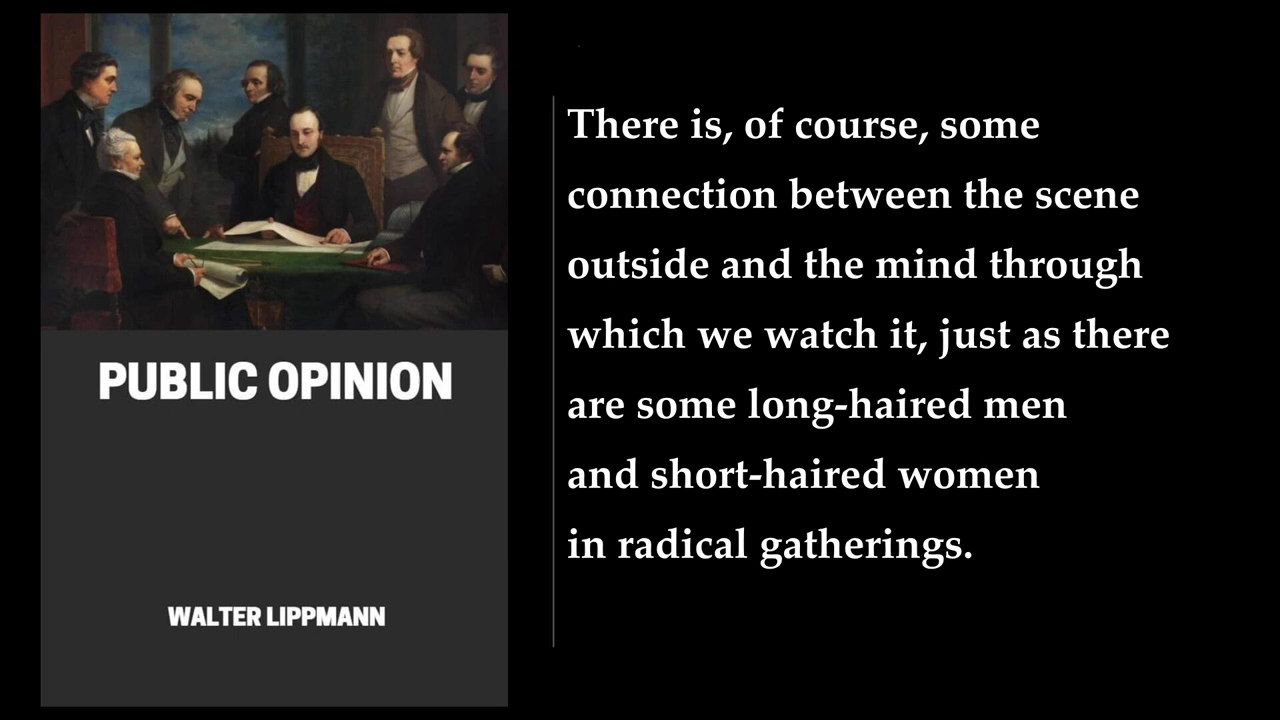 PUBLIC OPINION
WALTER LIPPMANN
There is, of course, some
connection between the scene
outside and the mind through
which we watch it, just as there
are some long-haired men
and short-haired women
in radical gatherings.